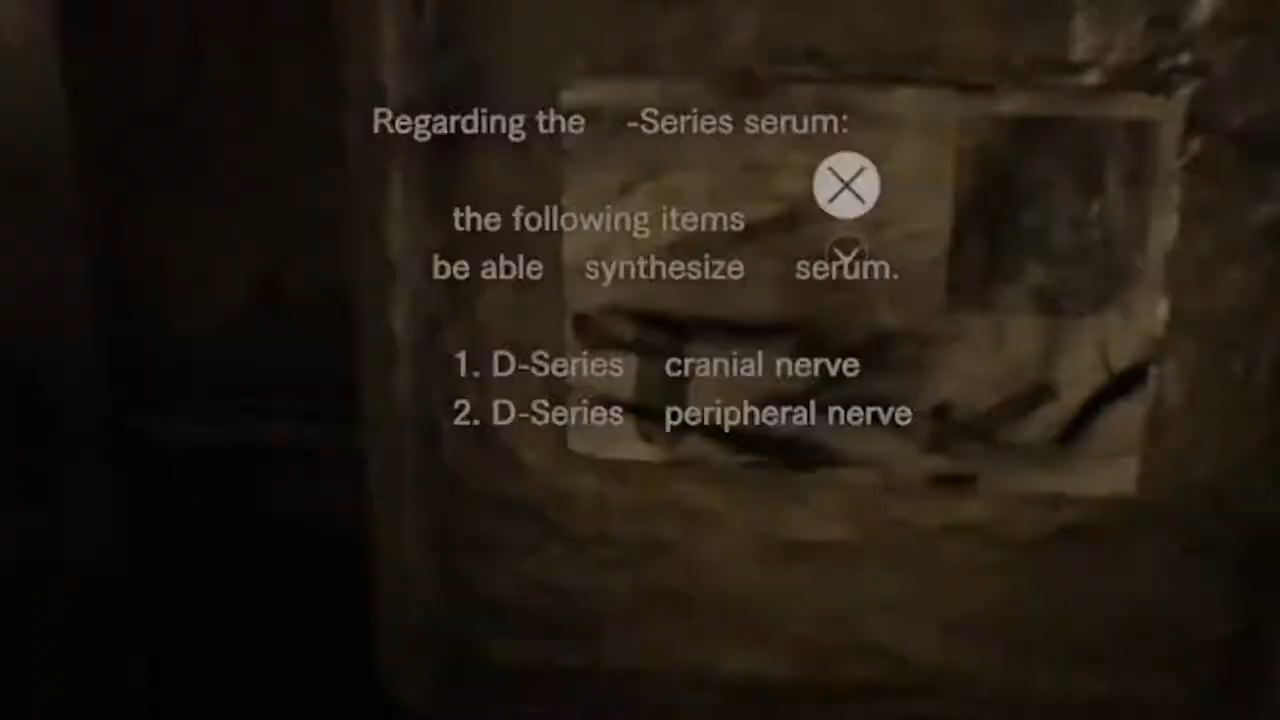 Regarding the -Series serum:
the following items
be able synthesize serum.
1. D-Series cranial nerve
2. D-Series peripheral nerve